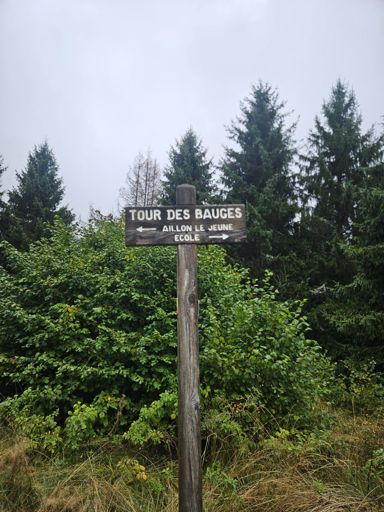 TOUR DES BAUGES
← AILLON LE JEUNE
ECOLE →